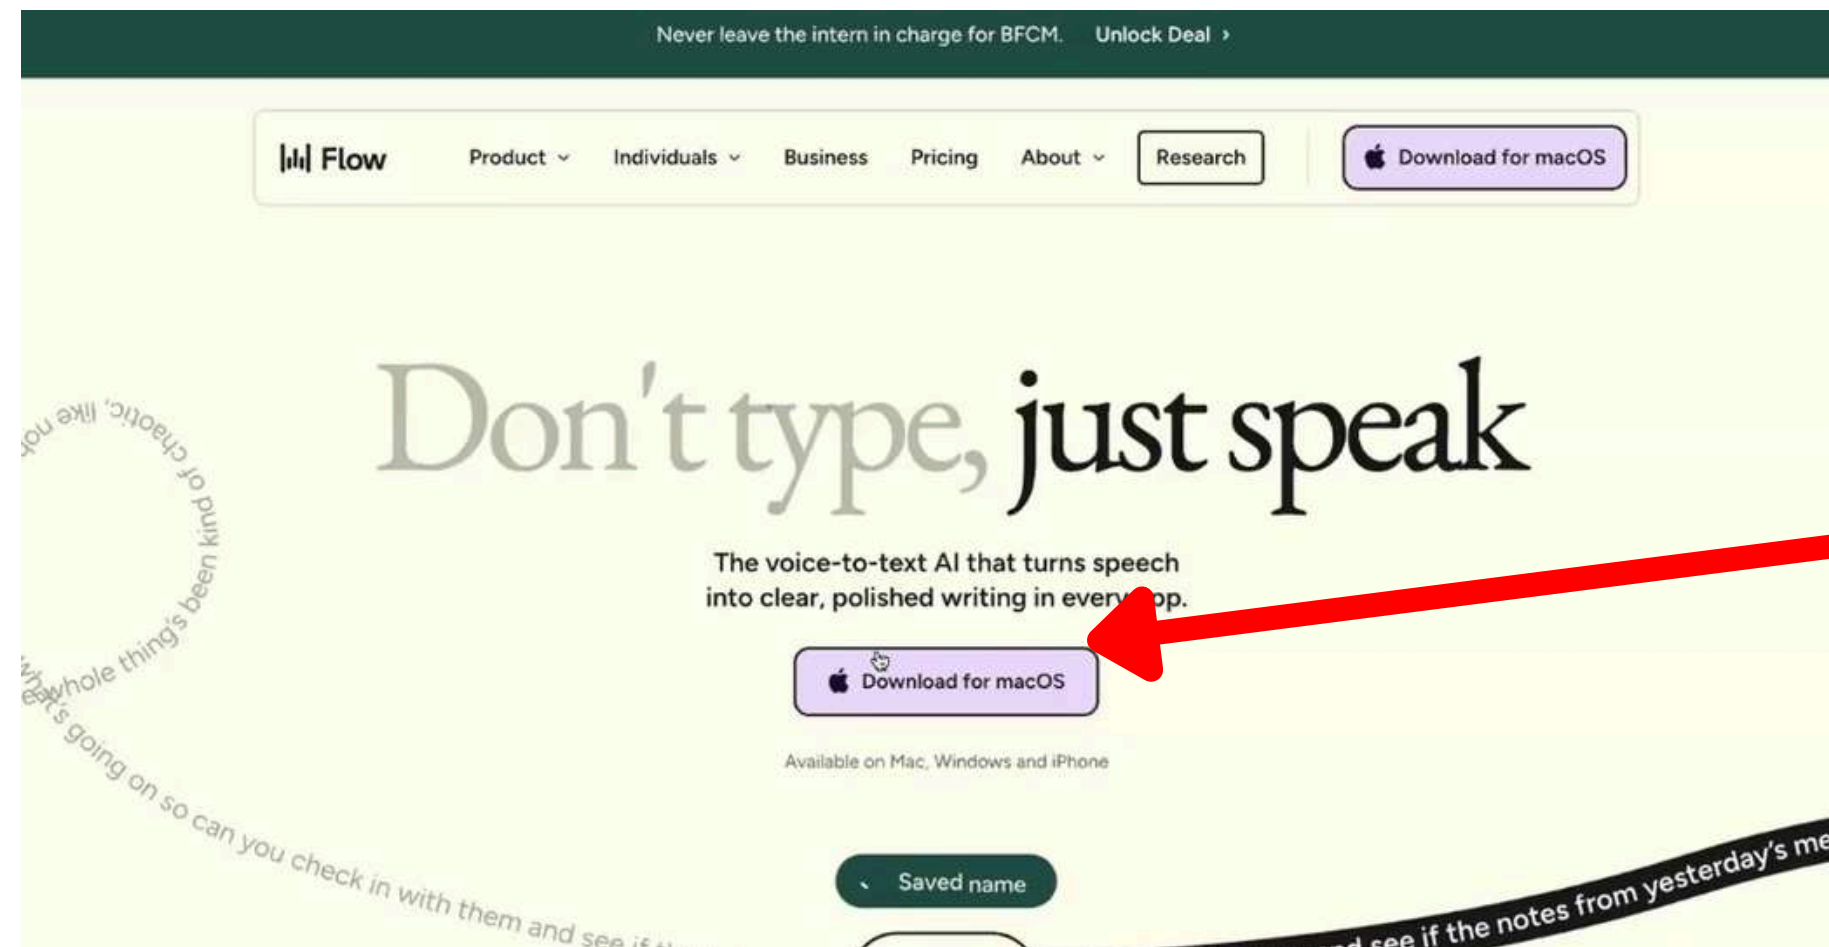 Never leave the intern in charge for BFCM. Unlock Deal ›
Flow Product Individuals Business Pricing About Research Download for macOS
Don't type, just speak
The voice-to-text AI that turns speech
into clear, polished writing in every
Download for macOS
Available on Mac, Windows and iPhone
Saved name
whole thing's been kind of chaotic, like
what's going on so can you check in with them and see if
see if the notes from yesterday's